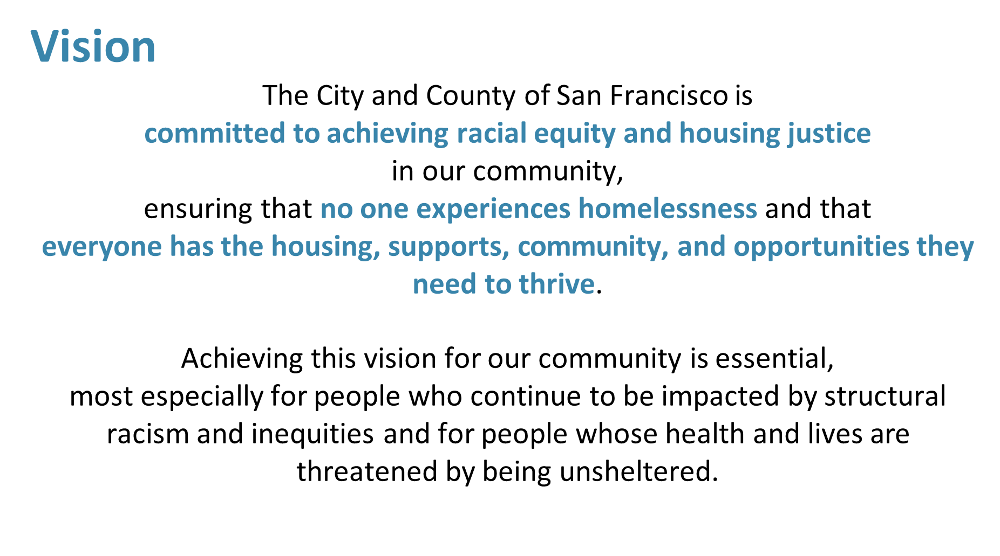 Vision
The City and County of San Francisco is
committed to achieving racial equity and housing justice
in our community,
ensuring that no one experiences homelessness and that
everyone has the housing, supports, community, and opportunities they
need to thrive.
Achieving this vision for our community is essential,
most especially for people who continue to be impacted by structural
racism and inequities and for people whose health and lives are
threatened by being unsheltered.